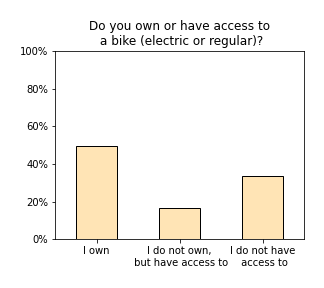 Do you own or have access to
a bike (electric or regular)?
100%
80%
60%
40%
20%
0%
I own
I do not own,
but have access to
I do not have
access to